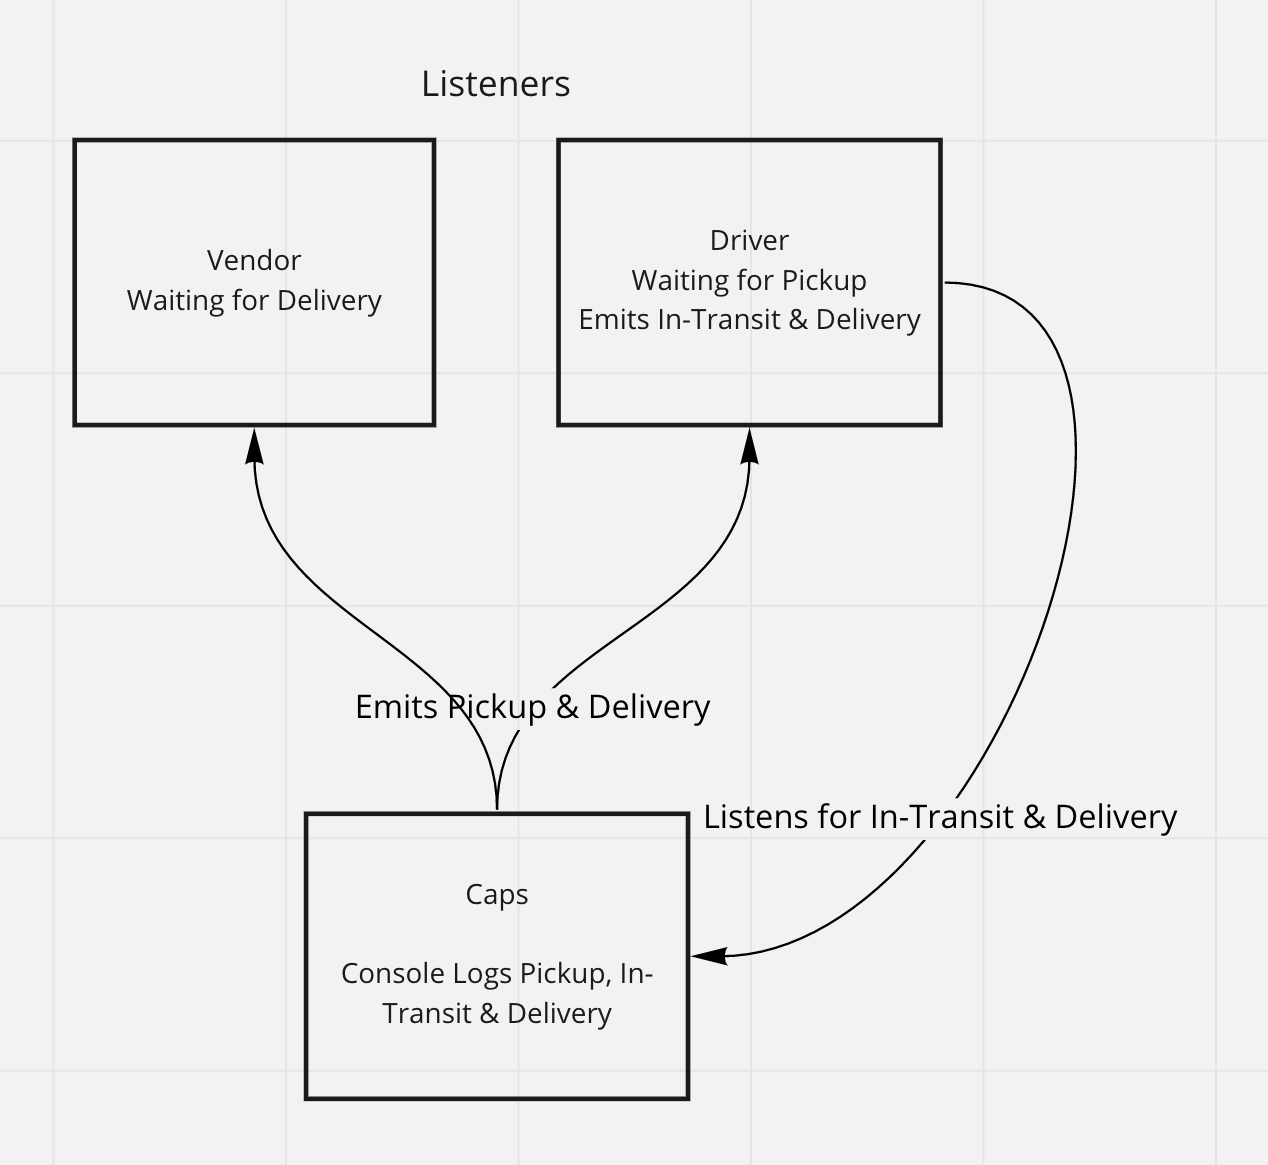 Listeners
Vendor
Waiting for Delivery
Driver
Waiting for Pickup
Emits In-Transit & Delivery
Emits Pickup & Delivery
Listens for In-Transit & Delivery
Caps
Console Logs Pickup, In-
Transit & Delivery